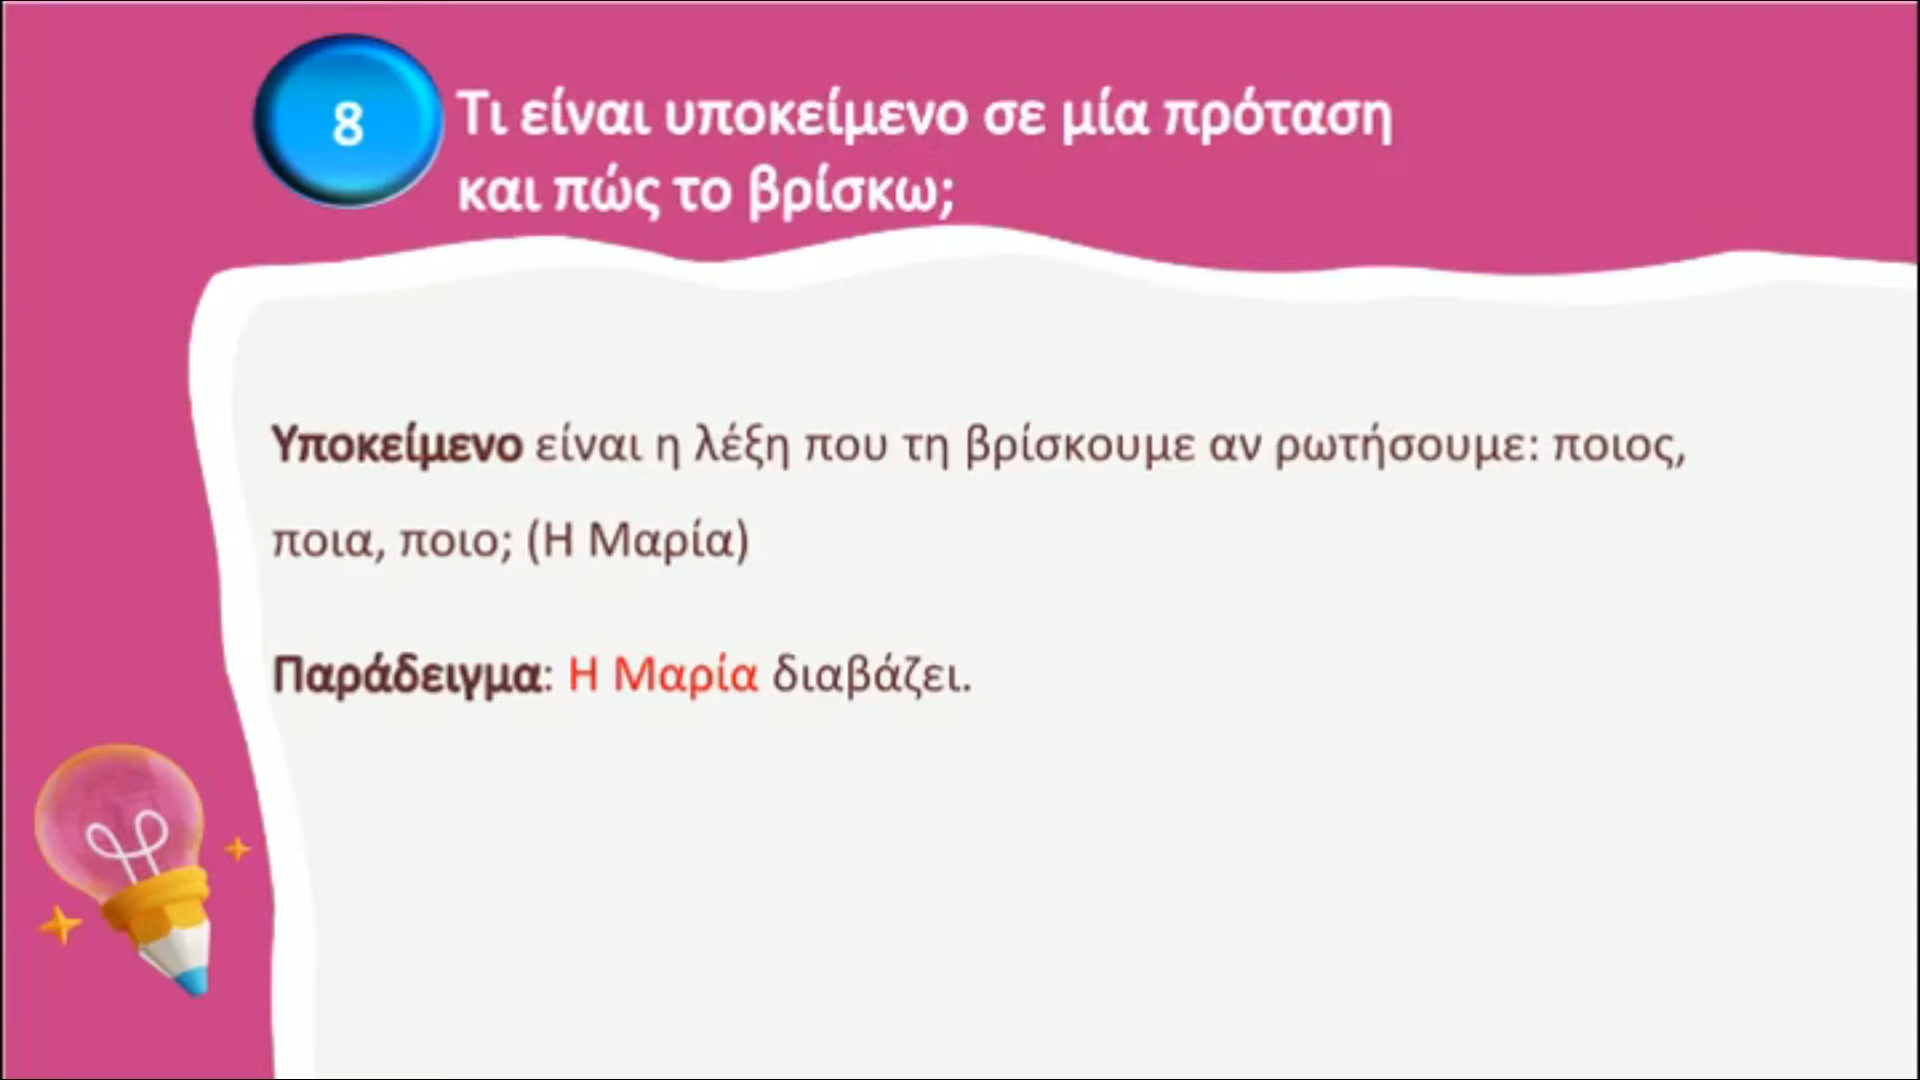 8
Τι είναι υποκείμενο σε μία πρόταση
και πώς το βρίσκω;
Υποκείμενο είναι η λέξη που τη βρίσκουμε αν ρωτήσουμε: ποιος,
ποια, ποιο; (Η Μαρία)
Παράδειγμα: Η Μαρία διαβάζει.